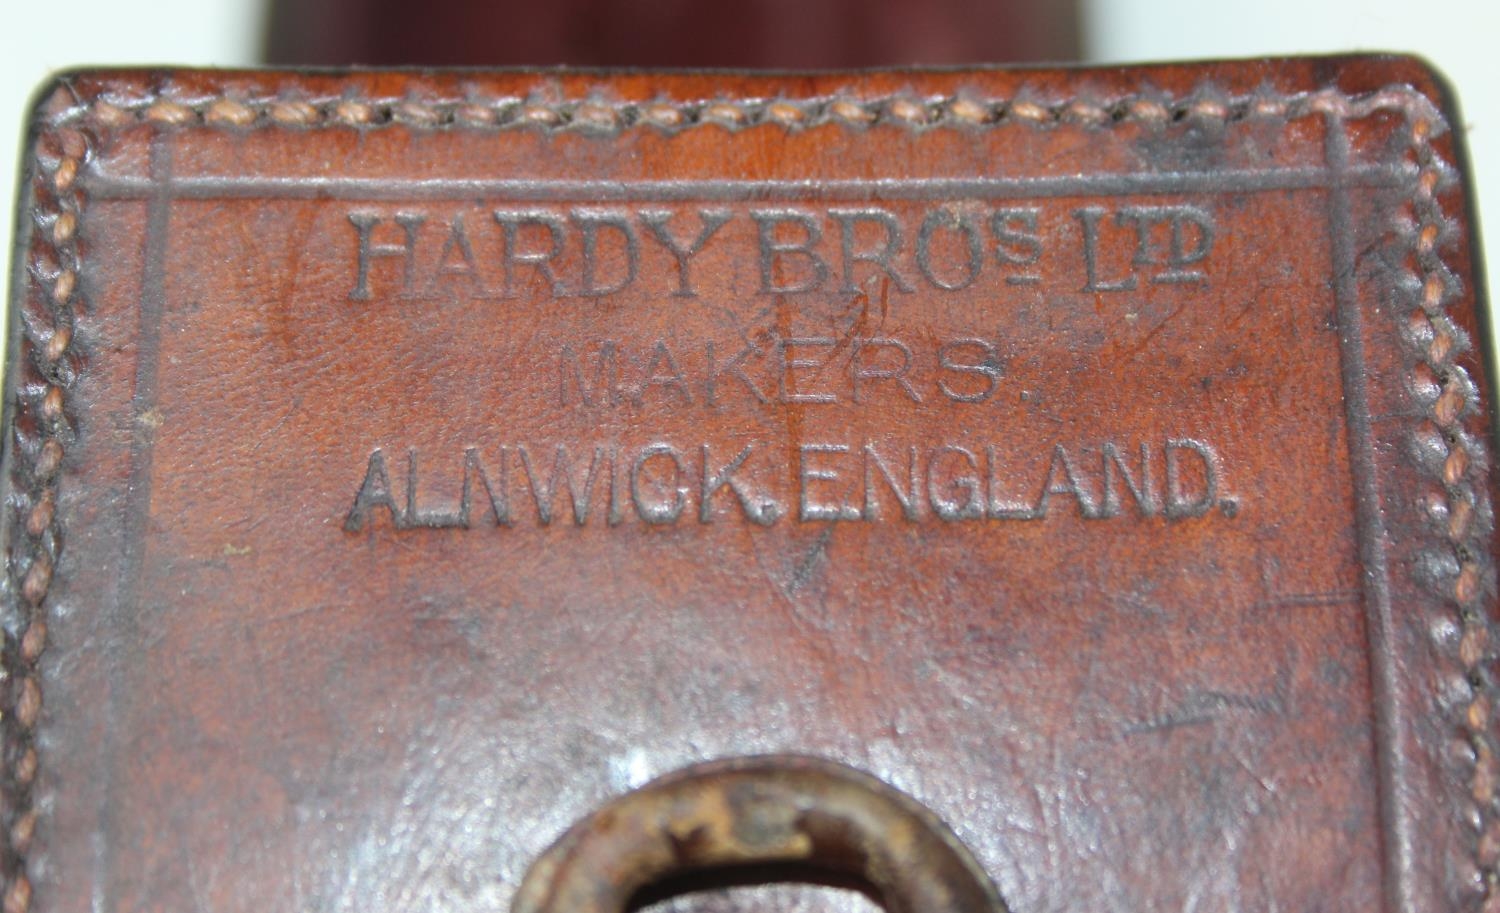 HARDY BROS LTD
MAKERS.
ALNWICK. ENGLAND.